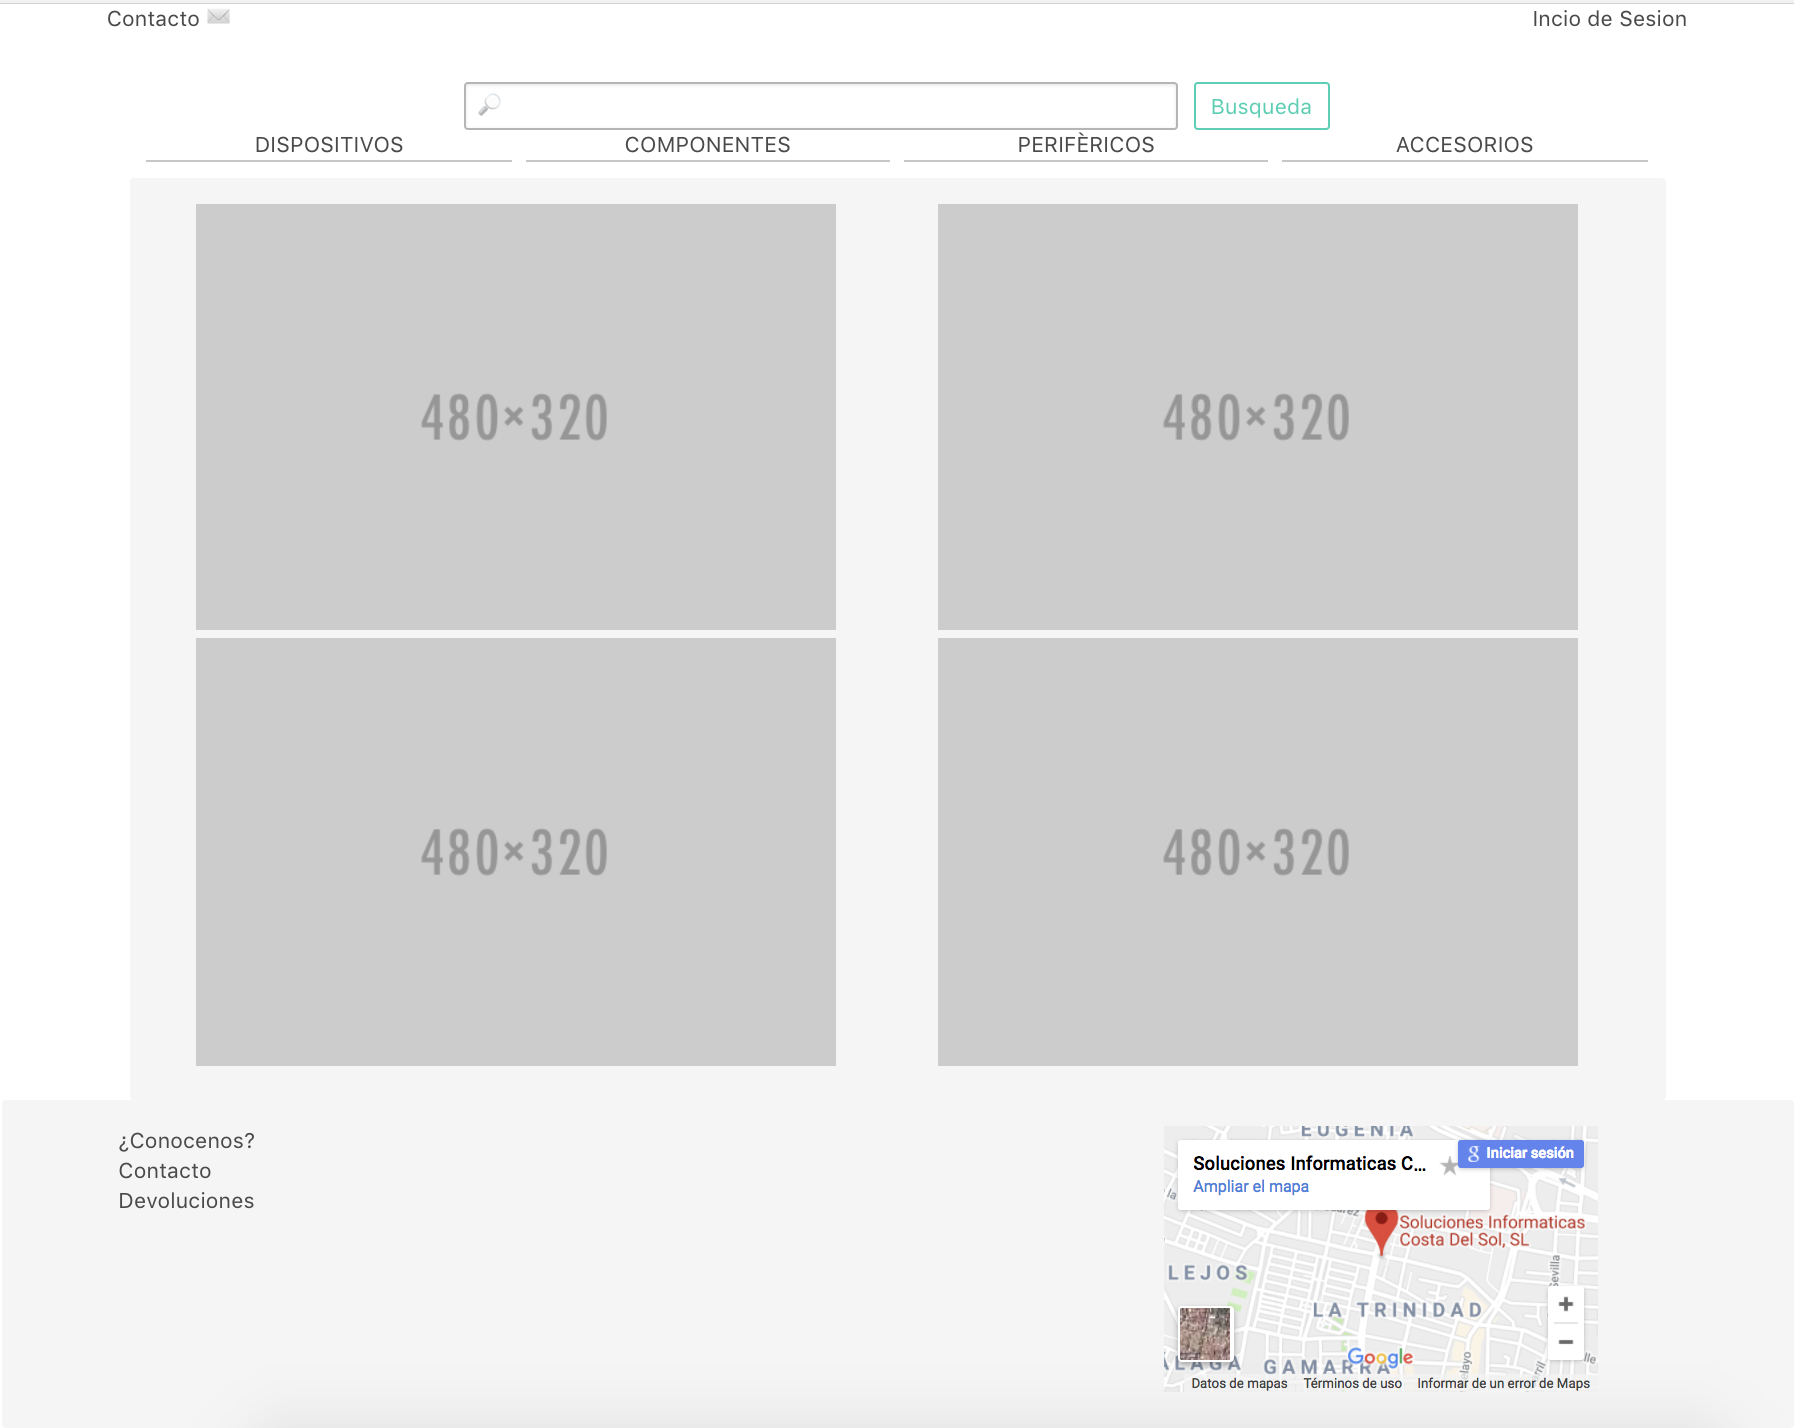 Contacto
Incio de Sesion
Busqueda
DISPOSITIVOS
COMPONENTES
PERIFÈRICOS
ACCESORIOS
480×320
480×320
480×320
480×320
¿Conocenos?
Contacto
Devoluciones
EUGENIA
Soluciones Informaticas C...
Iniciar sesión
Ampliar el mapa
Soluciones Informaticas
Costa Del Sol, SL
Sevilla
LEJOS
LA TRINIDAD
GAMARRA
Google
Datos de mapas
Términos de uso
Informar de un error de Maps